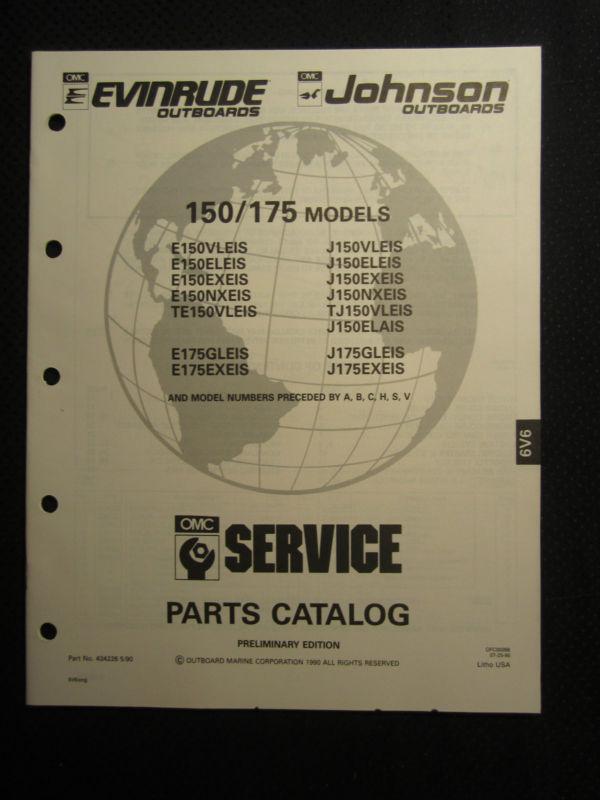 OMC EVINRUDE OUTBOARDS
OMC Johnson OUTBOARDS
150/175 MODELS
E150VLEIS J150VLEIS
E150ELEIS J150ELEIS
E150EXEIS J150EXEIS
E150NXEIS J150NXEIS
TE150VLEIS TJ150VLEIS
J150ELAIS
E175GLEIS J175GLEIS
E175EXEIS J175EXEIS
AND MODEL NUMBERS PRECEDED BY A, B, C, H, S, V
6V6
OMC
SERVICE
PARTS CATALOG
PRELIMINARY EDITION
Part No. 434226 5/90
© OUTBOARD MARINE CORPORATION 1990 ALL RIGHTS RESERVED
Litho USA